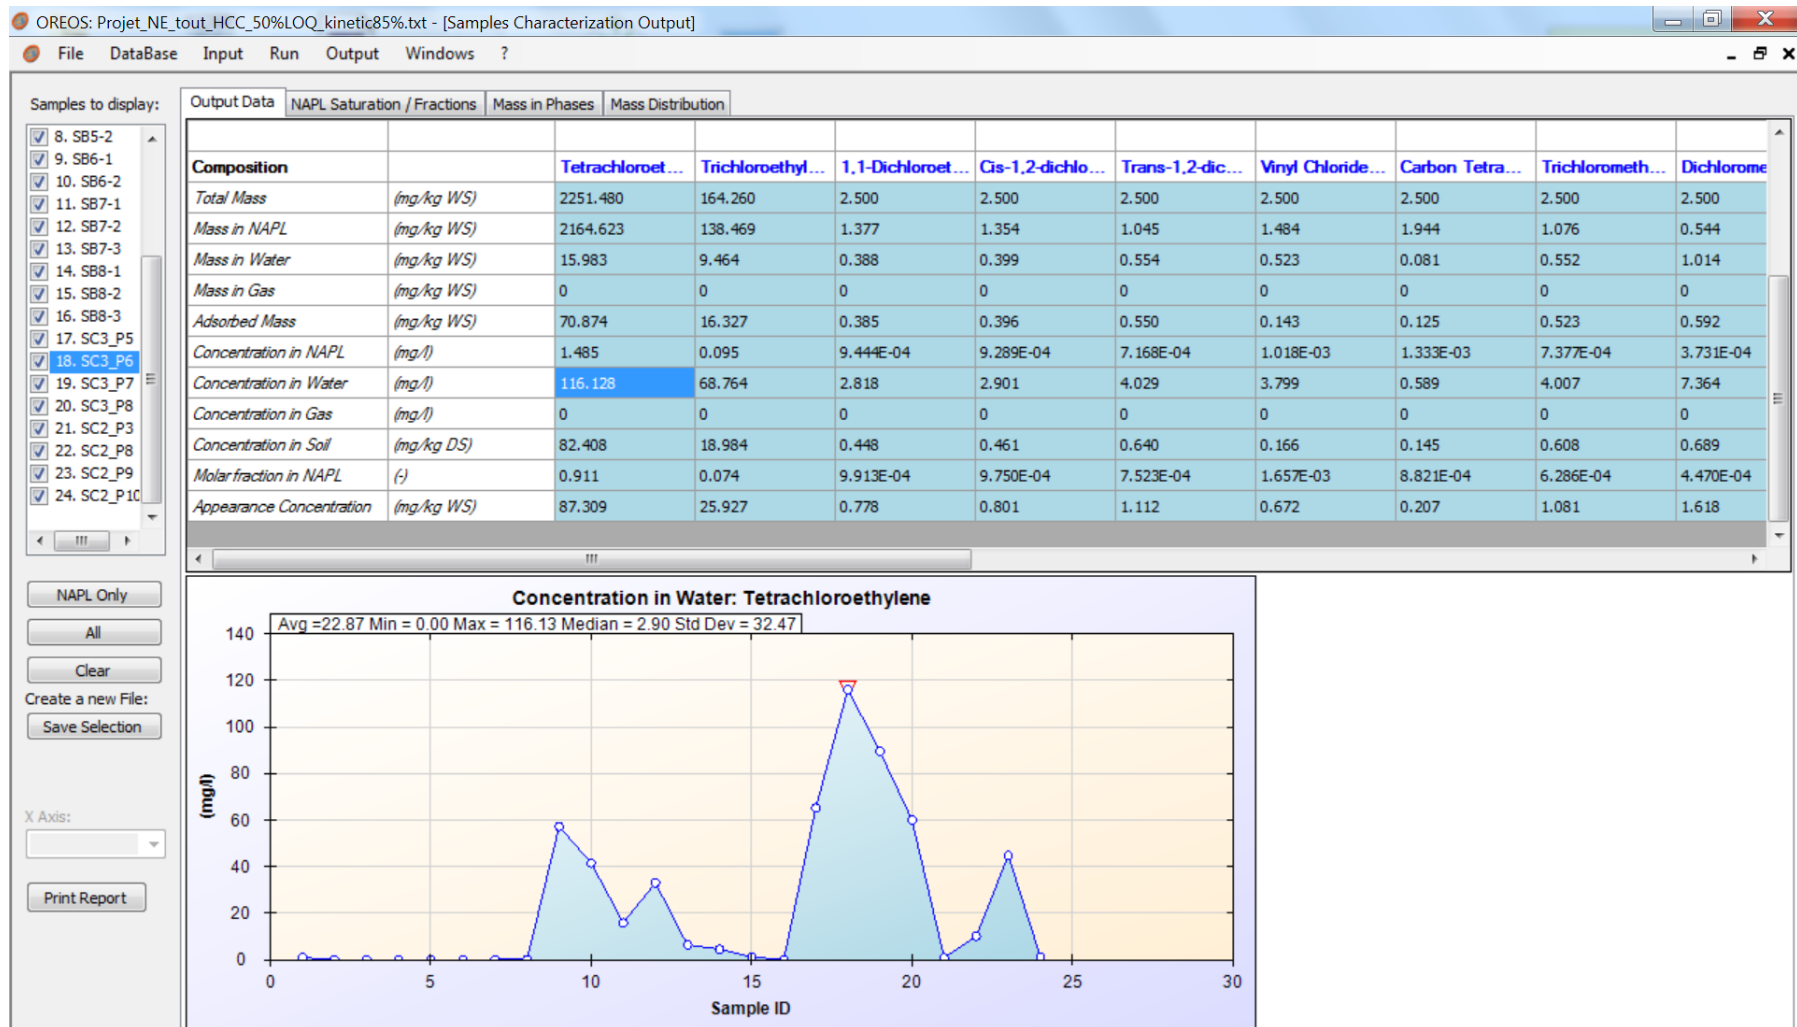 OREOS: Projet_NE_tout_HCC_50%LOQ_kinetic85%.txt - [Samples Characterization Output]
File DataBase Input Run Output Windows ?
Samples to display:
8. SB5-2
9. SB6-1
10. SB6-2
11. SB7-1
12. SB7-2
13. SB7-3
14. SB8-1
15. SB8-2
16. SB8-3
17. SC3_P5
18. SC3_P6
19. SC3_P7
20. SC3_P8
21. SC2_P3
22. SC2_P8
23. SC2_P9
24. SC2_P10
NAPL Only
All
Clear
Create a new File:
Save Selection
X Axis:
Print Report
Output Data NAPL Saturation / Fractions Mass in Phases Mass Distribution
Composition Tetrachloroet... Trichloroethyl... 1,1-Dichloroet... Cis-1,2-dichlo... Trans-1,2-dic... Vinyl Chloride... Carbon Tetra... Trichlorometh... Dichlorome
Total Mass (mg/kg WS) 2251.480 164.260 2.500 2.500 2.500 2.500 2.500 2.500 2.500
Mass in NAPL (mg/kg WS) 2164.623 138.469 1.377 1.354 1.045 1.484 1.944 1.076 0.544
Mass in Water (mg/kg WS) 15.983 9.464 0.388 0.399 0.554 0.523 0.081 0.552 1.014
Mass in Gas (mg/kg WS) 0 0 0 0 0 0 0 0 0
Adsorbed Mass (mg/kg WS) 70.874 16.327 0.385 0.396 0.550 0.143 0.125 0.523 0.592
Concentration in NAPL (mg/l) 1.485 0.095 9.444E-04 9.289E-04 7.168E-04 1.018E-03 1.333E-03 7.377E-04 3.731E-04
Concentration in Water (mg/l) 116.128 68.764 2.818 2.901 4.029 3.799 0.589 4.007 7.364
Concentration in Gas (mg/l) 0 0 0 0 0 0 0 0 0
Concentration in Soil (mg/kg DS) 82.408 18.984 0.448 0.461 0.640 0.166 0.145 0.608 0.689
Molar fraction in NAPL (-) 0.911 0.074 9.913E-04 9.750E-04 7.523E-04 1.657E-03 8.821E-04 6.286E-04 4.470E-04
Appearance Concentration (mg/kg WS) 87.309 25.927 0.778 0.801 1.112 0.672 0.207 1.081 1.618
Concentration in Water: Tetrachloroethylene
Avg =22.87 Min = 0.00 Max = 116.13 Median = 2.90 Std Dev = 32.47
140
120
100
80
60
40
20
0
(mg/l)
0 5 10 15 20 25 30
Sample ID